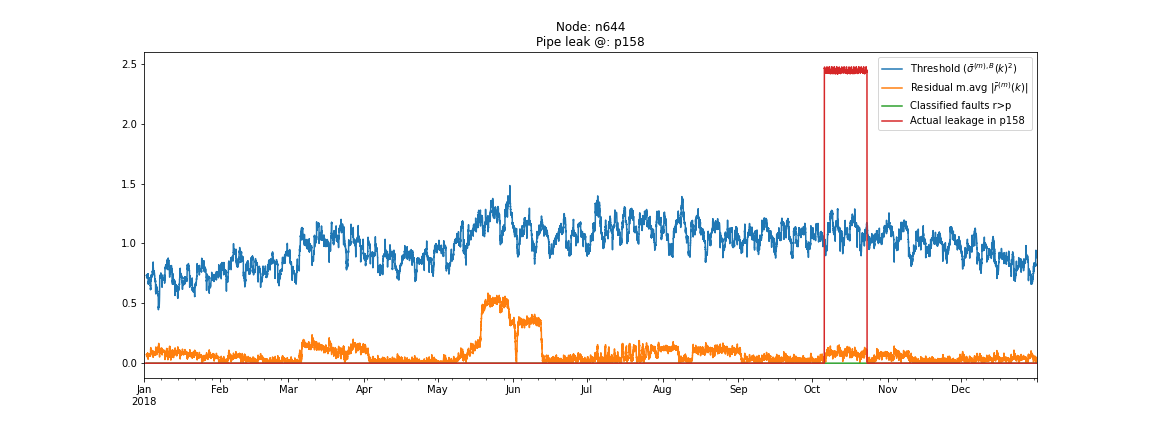 Node: n644
Pipe leak @: p158
2.5
2.0
1.5
1.0
0.5
0.0
Threshold (σ̄⁽ᵐ⁾,ᴮ(k)²)
Residual m.avg |r̄⁽ᵐ⁾(k)|
Classified faults r>p
Actual leakage in p158
Jan Feb Mar Apr May Jun Jul Aug Sep Oct Nov Dec
2018